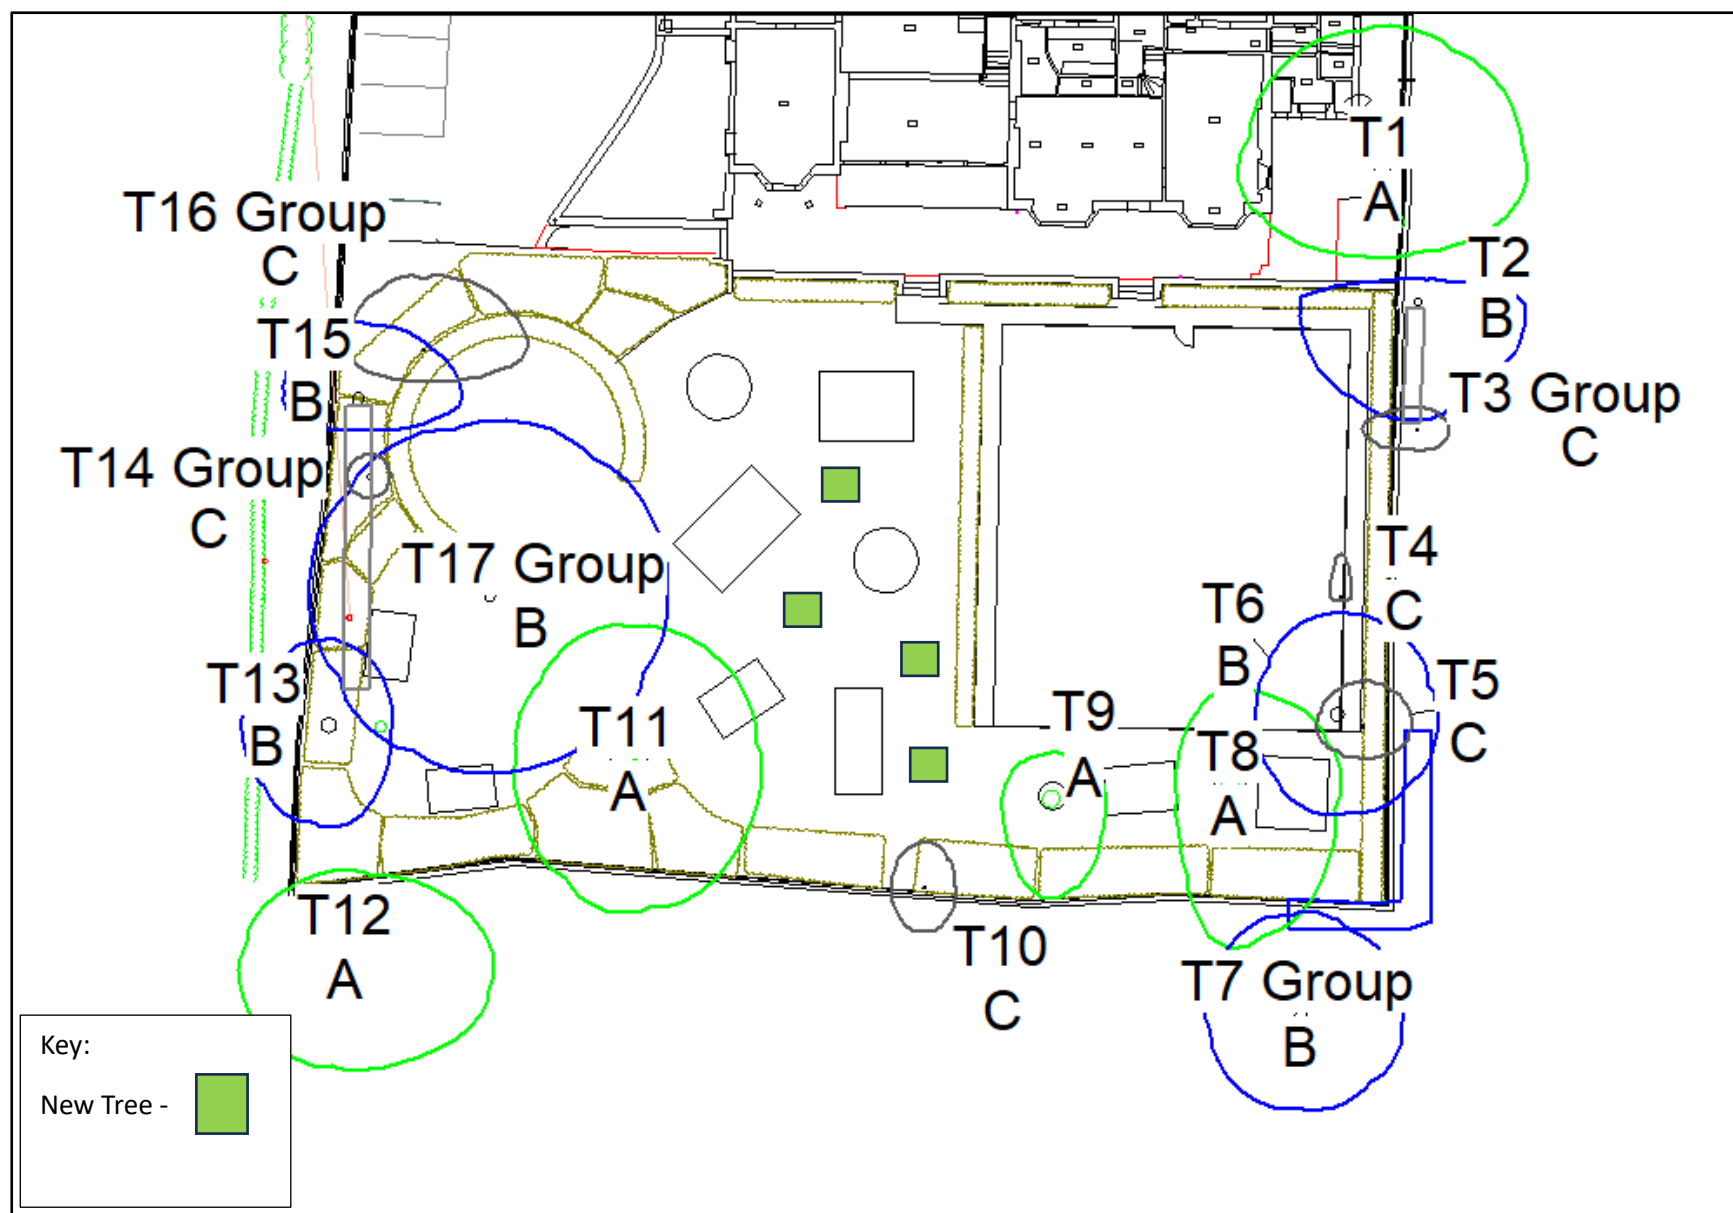 T1
A
T16 Group
C
T2
B
T15
B
T3 Group
C
T14 Group
C
T17 Group
B
T4
C
T6
B
T13
B
T5
C
T11
A
T9
A
T8
A
T12
A
T10
C
T7 Group
B
Key:
New Tree -